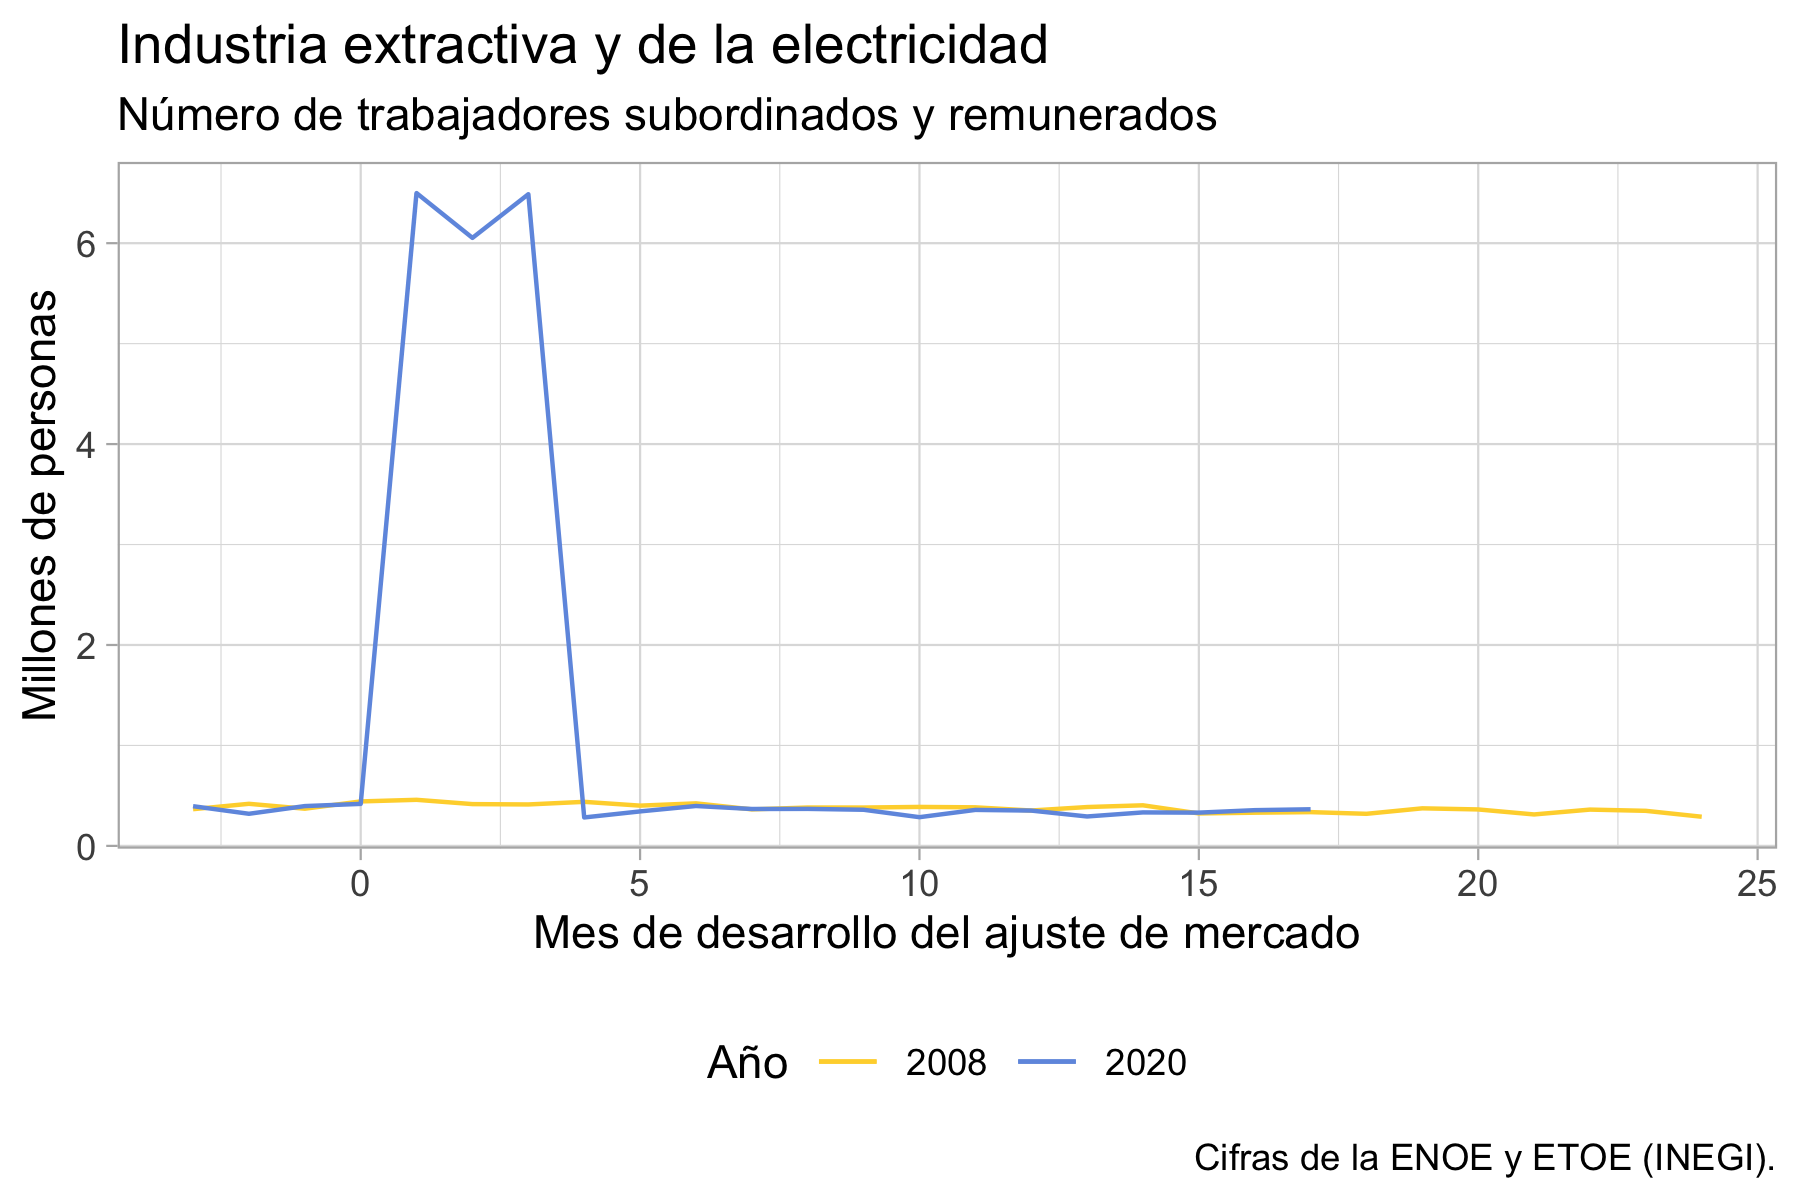 Industria extractiva y de la electricidad
Número de trabajadores subordinados y remunerados
Millones de personas
6
4
2
0
0 5 10 15 20 25
Mes de desarrollo del ajuste de mercado
Año 2008 2020
Cifras de la ENOE y ETOE (INEGI).